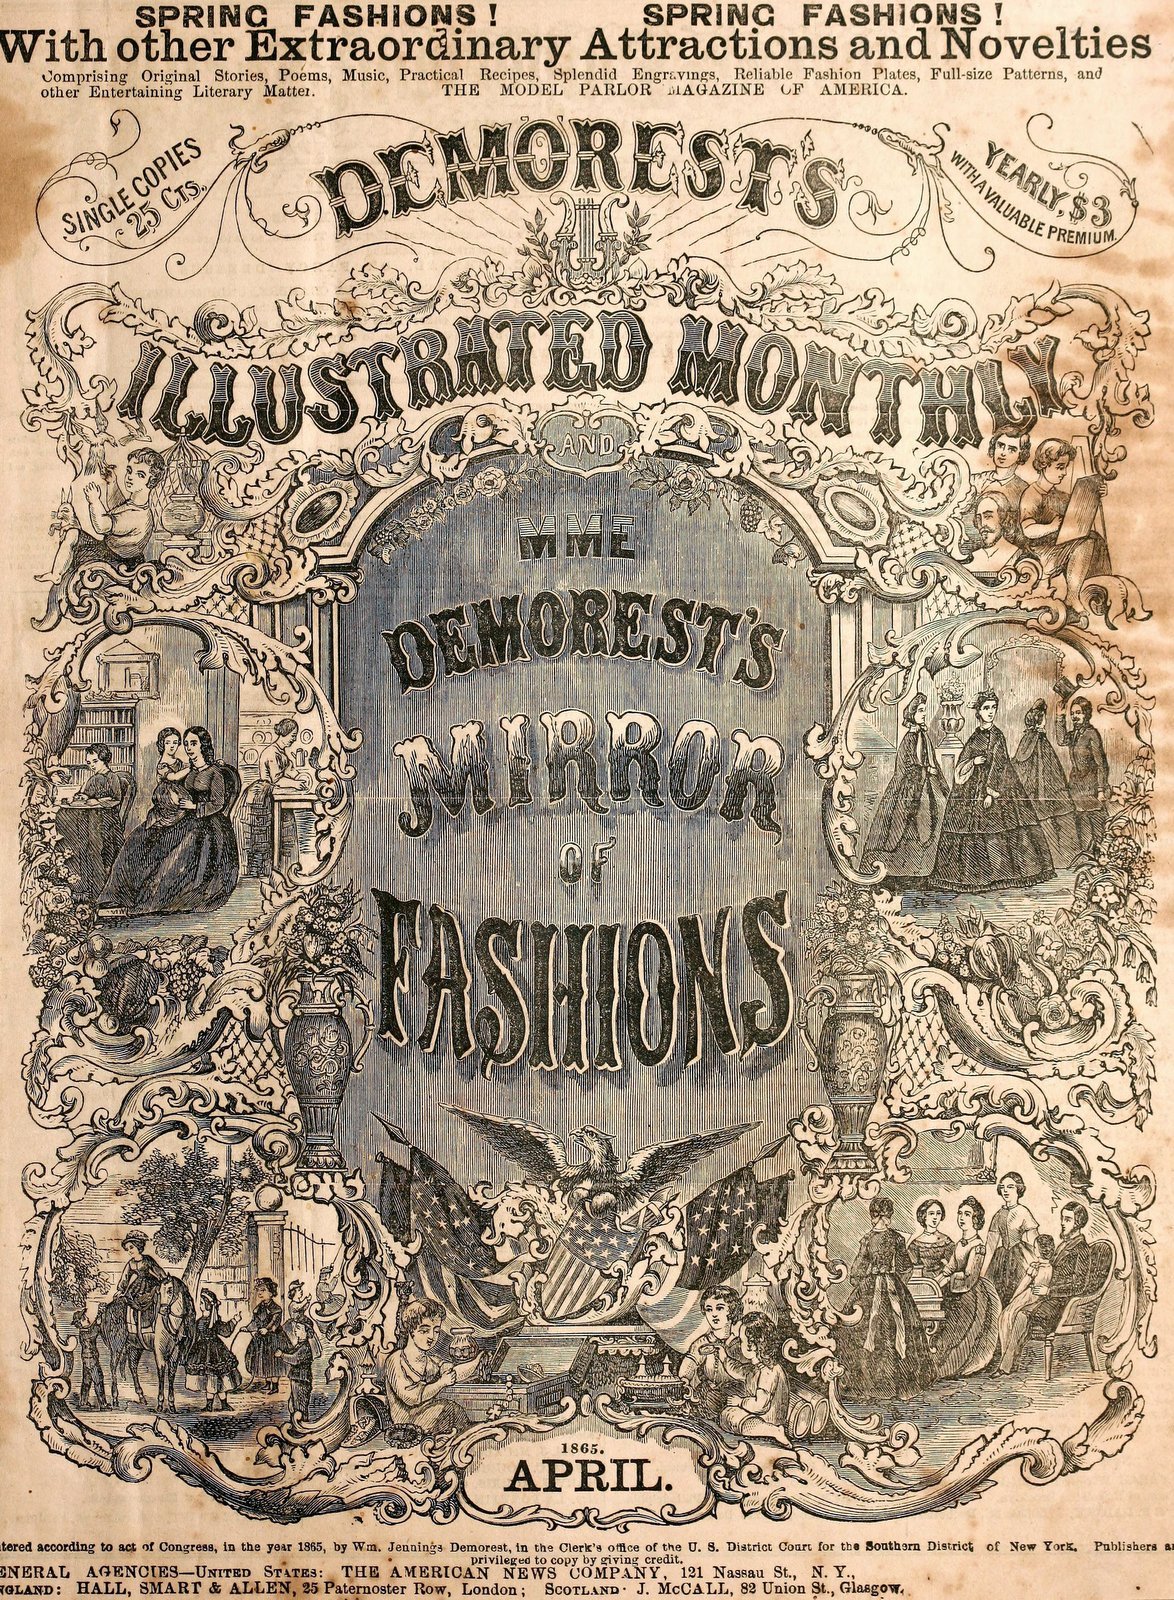 SPRING FASHIONS! SPRING FASHIONS!
With other Extraordinary Attractions and Novelties
Comprising Original Stories, Poems, Music, Practical Recipes, Splendid Engravings, Reliable Fashion Plates, Full-size Patterns, and
other Entertaining Literary Matter. THE MODEL PARLOR MAGAZINE OF AMERICA.
SINGLE COPIES
25 CTS.
DEMOREST'S
YEARLY, $3
WITH A VALUABLE PREMIUM.
ILLUSTRATED MONTHLY
AND
MME
DEMOREST'S
MIRROR
OF
FASHIONS
1865.
APRIL.
tered according to act of Congress, in the year 1865, by Wm. Jennings Demorest, in the Clerk's office of the U. S. District Court for the Southern District of New York. Publishers a
privileged to copy by giving credit.
ENERAL AGENCIES—UNITED STATES: THE AMERICAN NEWS COMPANY, 121 Nassau St., N. Y.,
NGLAND: HALL, SMART & ALLEN, 25 Paternoster Row, London; SCOTLAND: J. McCALL, 82 Union St., Glasgow.